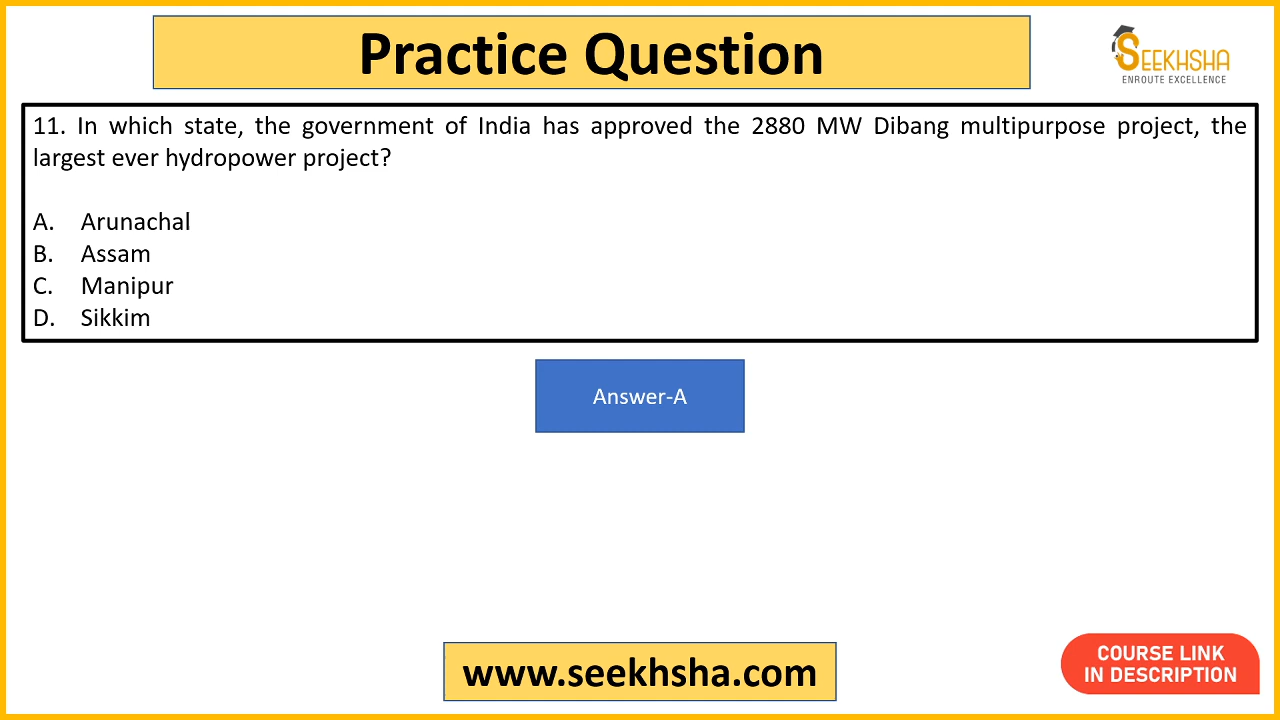 Practice Question
SEEKHSHA
ENROUTE EXCELLENCE
11. In which state, the government of India has approved the 2880 MW Dibang multipurpose project, the
largest ever hydropower project?
A. Arunachal
B. Assam
C. Manipur
D. Sikkim
Answer-A
www.seekhsha.com
COURSE LINK
IN DESCRIPTION